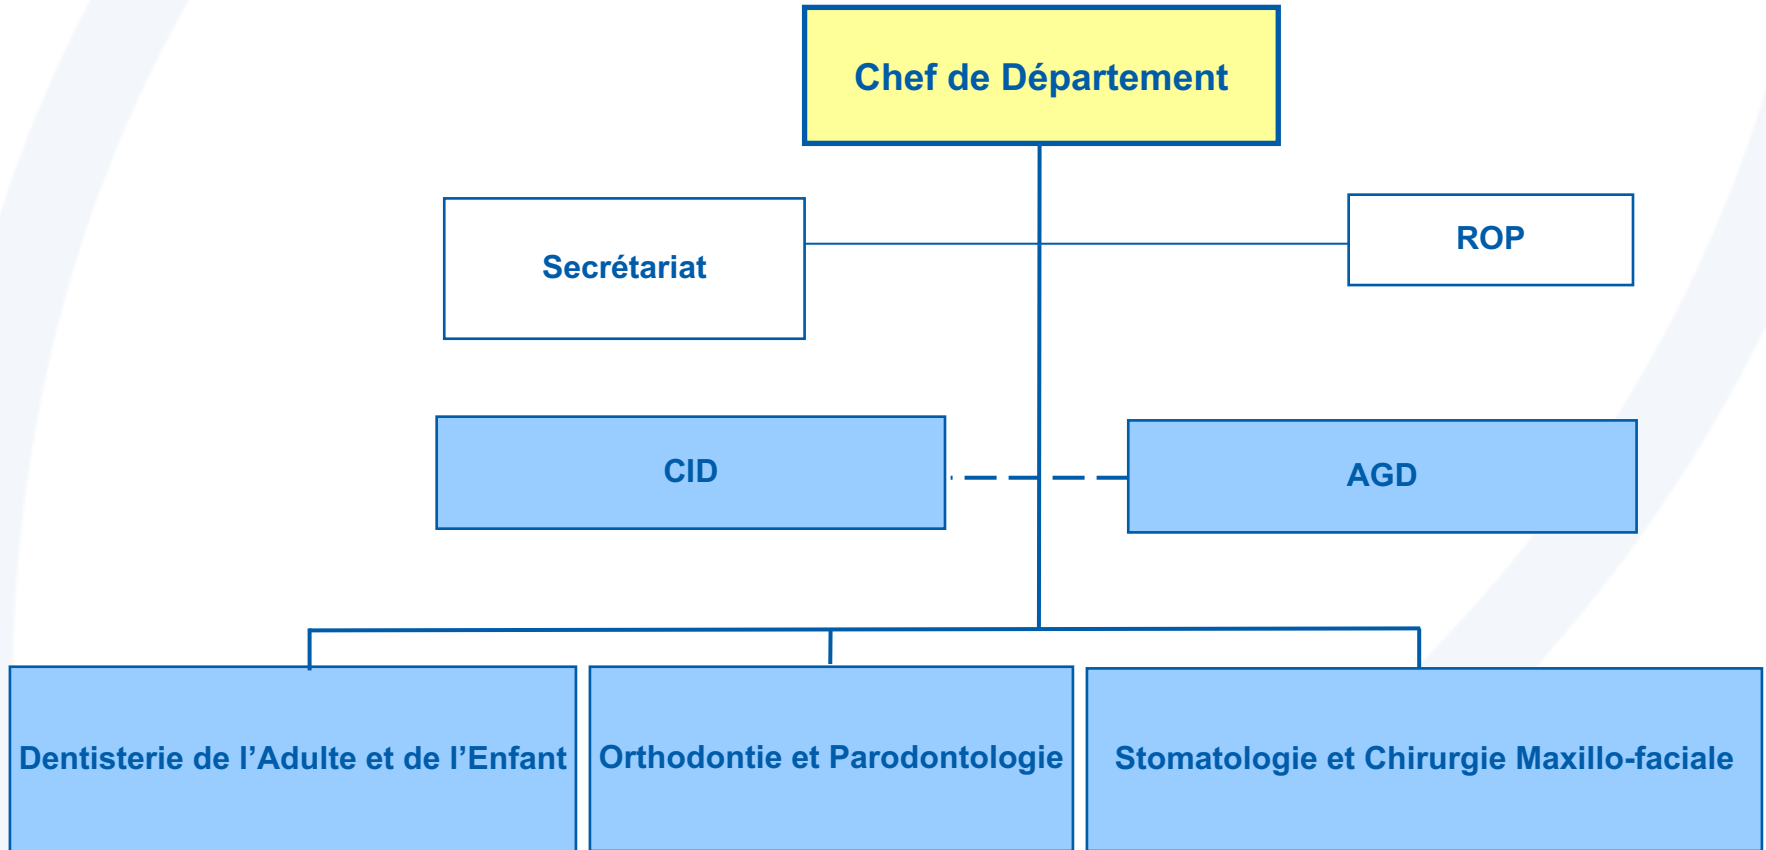 Chef de Département
Secrétariat
ROP
CID
AGD
Dentisterie de l’Adulte et de l’Enfant
Orthodontie et Parodontologie
Stomatologie et Chirurgie Maxillo-faciale